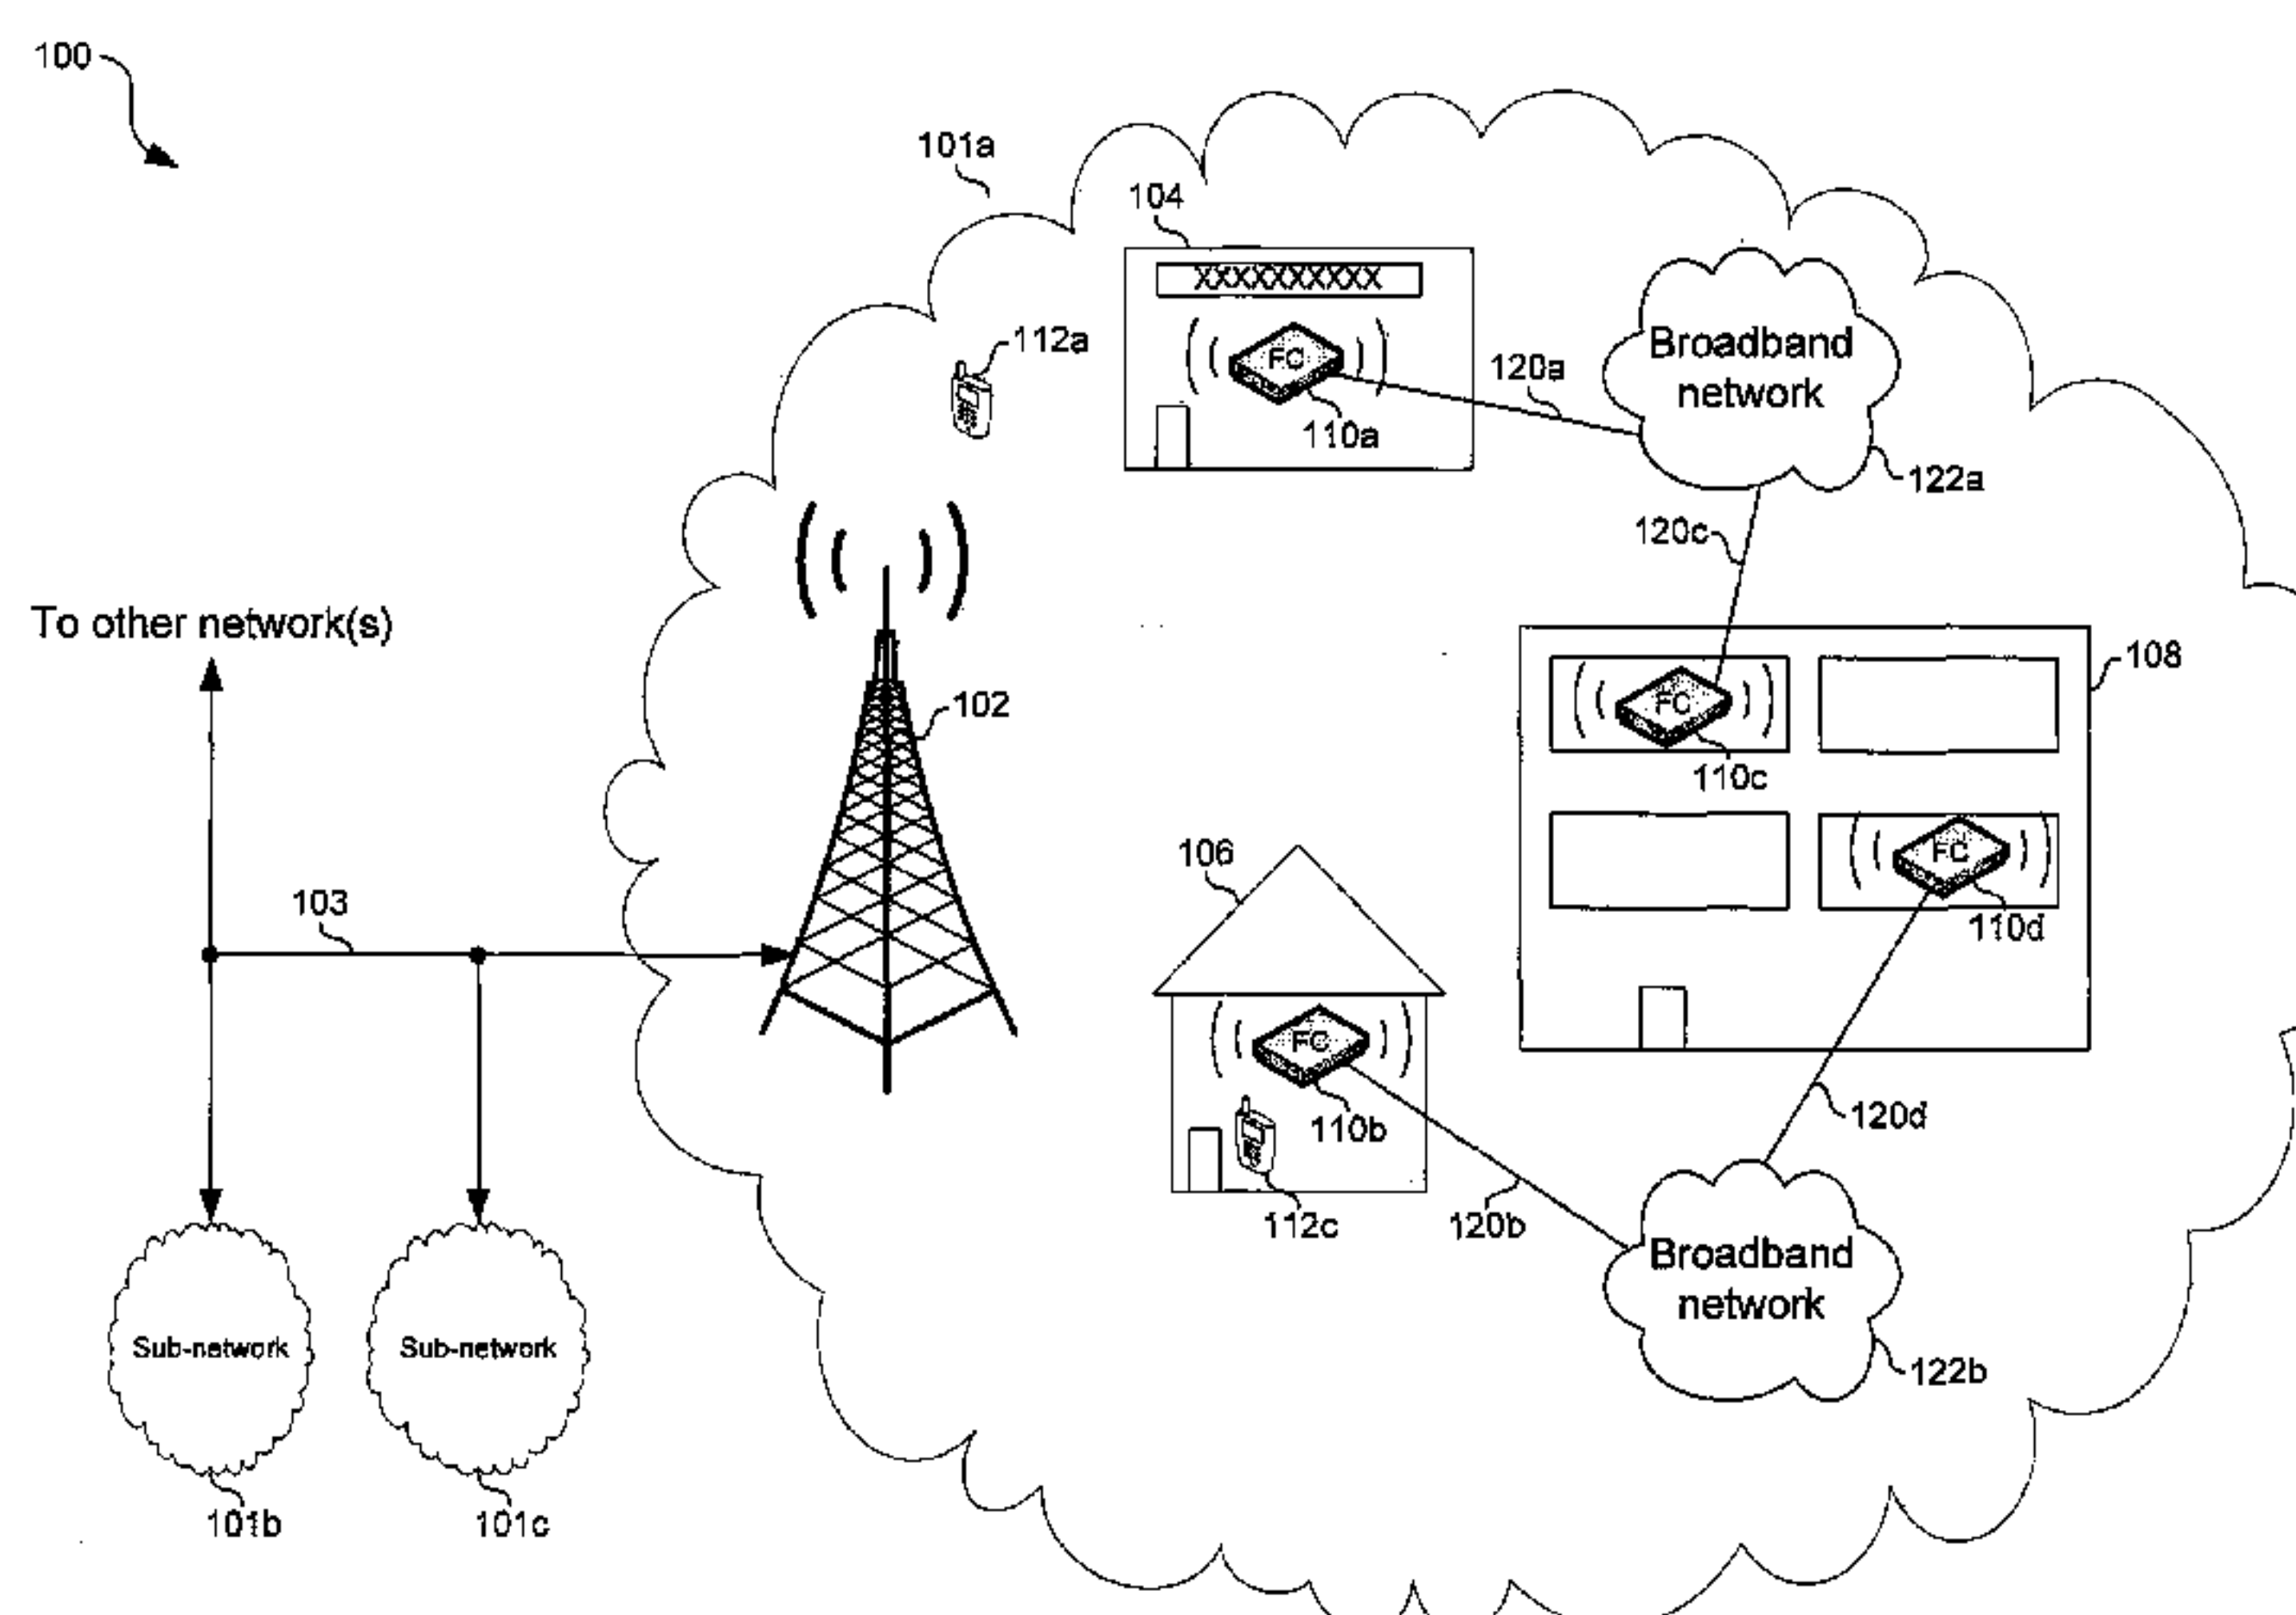 100
101a
104
XXXXXXXXXX
112a
FC
110a
120a
Broadband
network
122a
120c
To other network(s)
102
108
FC
110c
103
106
FC
110d
FC
110b
112c
120b
120d
Broadband
network
122b
Sub-network
Sub-network
101b
101c